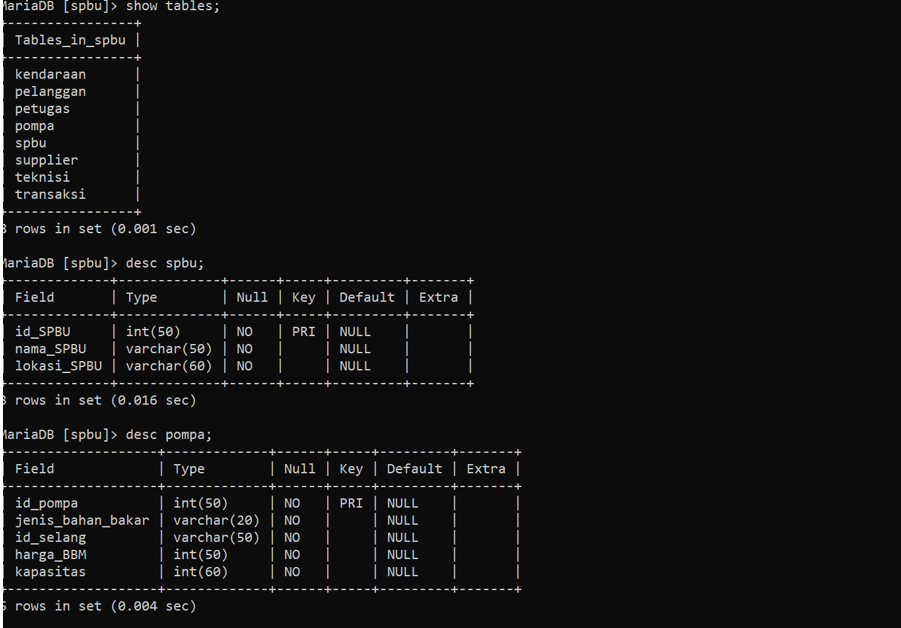 MariaDB [spbu]> show tables;
+----------------+
| Tables_in_spbu |
+----------------+
| kendaraan      |
| pelanggan      |
| petugas        |
| pompa          |
| spbu           |
| supplier       |
| teknisi        |
| transaksi      |
+----------------+
8 rows in set (0.001 sec)
MariaDB [spbu]> desc spbu;
+-------------+-------------+------+-----+---------+-------+
| Field       | Type        | Null | Key | Default | Extra |
+-------------+-------------+------+-----+---------+-------+
| id_SPBU     | int(50)     | NO   | PRI | NULL    |       |
| nama_SPBU   | varchar(50) | NO   |     | NULL    |       |
| lokasi_SPBU | varchar(60) | NO   |     | NULL    |       |
+-------------+-------------+------+-----+---------+-------+
3 rows in set (0.016 sec)
MariaDB [spbu]> desc pompa;
+-------------------+-------------+------+-----+---------+-------+
| Field             | Type        | Null | Key | Default | Extra |
+-------------------+-------------+------+-----+---------+-------+
| id_pompa          | int(50)     | NO   | PRI | NULL    |       |
| jenis_bahan_bakar | varchar(20) | NO   |     | NULL    |       |
| id_selang         | varchar(50) | NO   |     | NULL    |       |
| harga_BBM         | int(50)     | NO   |     | NULL    |       |
| kapasitas         | int(60)     | NO   |     | NULL    |       |
+-------------------+-------------+------+-----+---------+-------+
5 rows in set (0.004 sec)